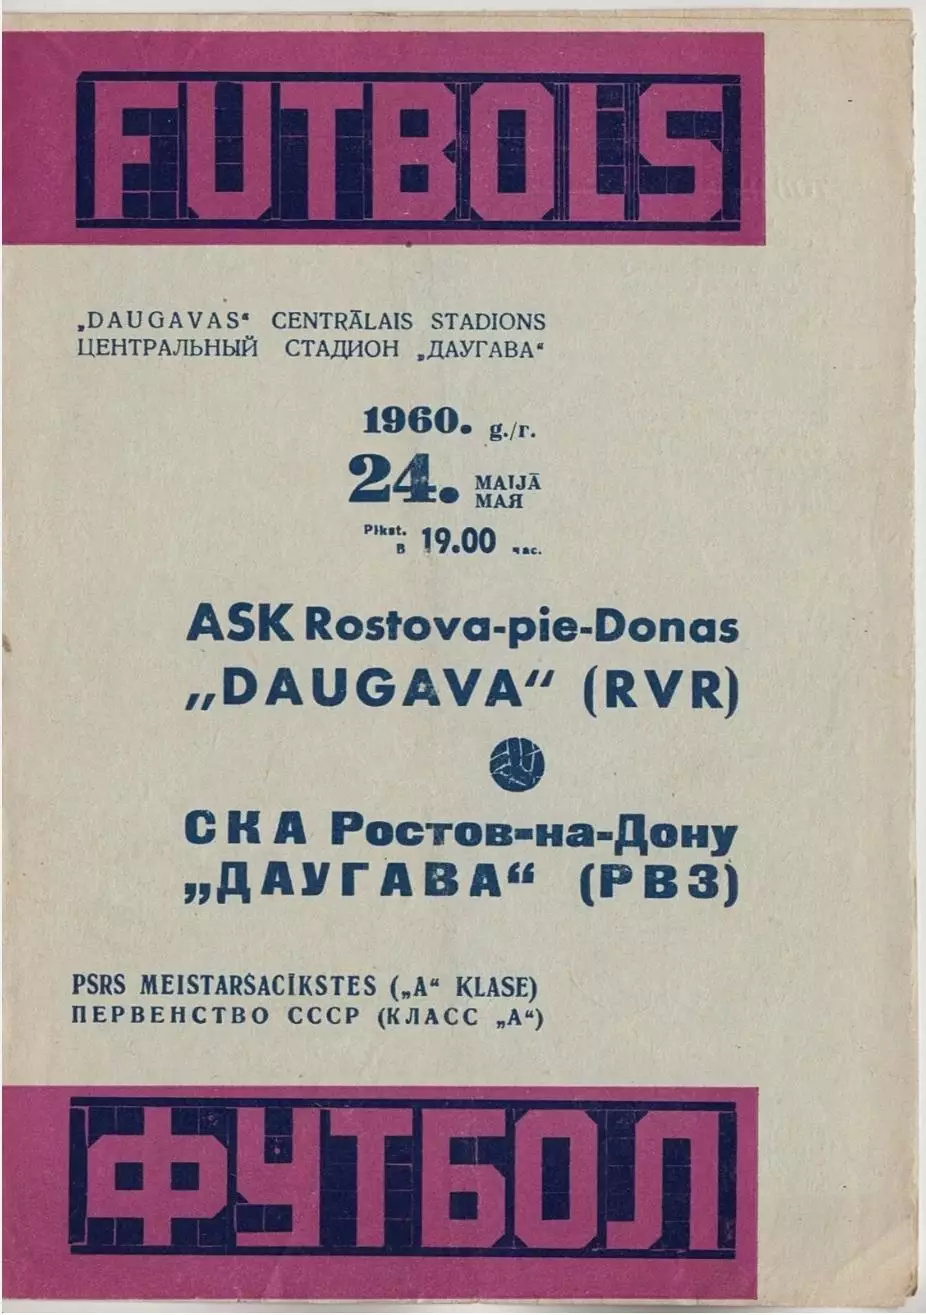 FUTBOLS
„DAUGAVAS“ CENTRĀLAIS STADIONS
ЦЕНТРАЛЬНЫЙ СТАДИОН „ДАУГАВА“
1960. g./г.
24. MAIJĀ
МАЯ
Plkst.
в 19.00 час.
ASK Rostova-pie-Donas
„DAUGAVA“ (RVR)
СКА Ростов-на-Дону
„ДАУГАВА“ (РВЗ)
PSRS MEISTARSACĪKSTES („A“ KLASE)
ПЕРВЕНСТВО СССР (КЛАСС „А“)
ФУТБОЛ